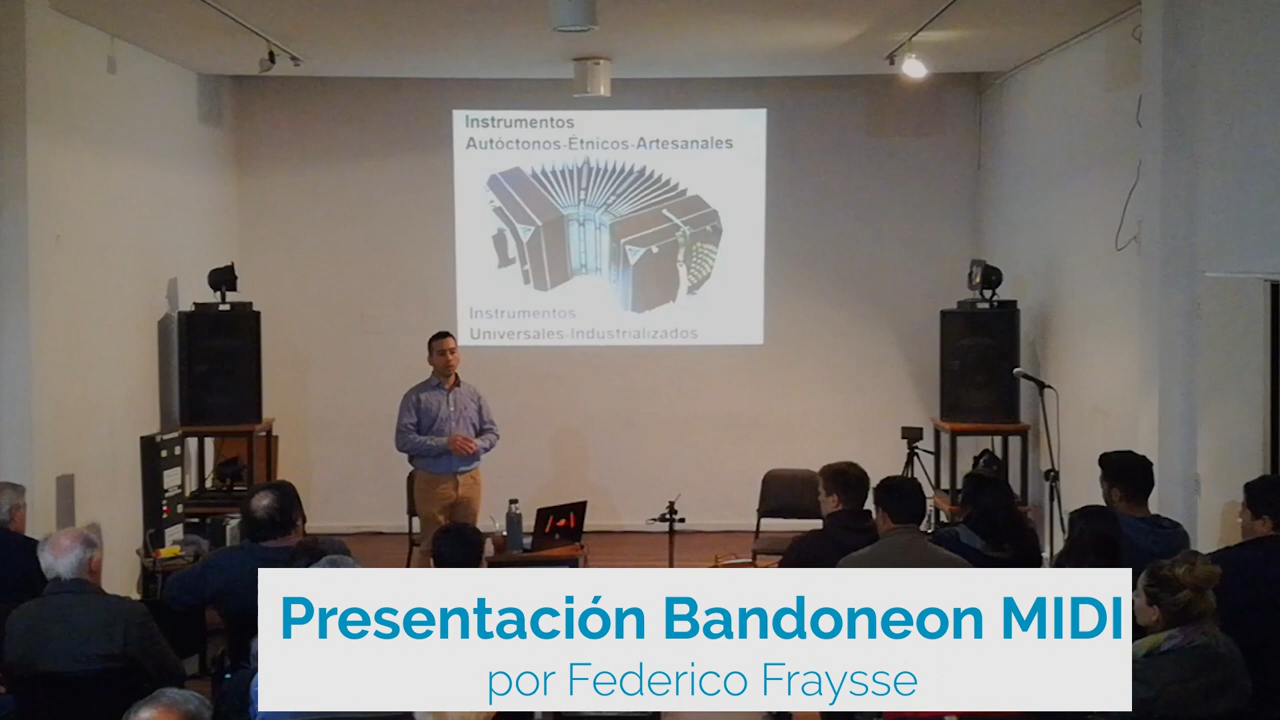 Instrumentos
Autóctonos-Étnicos-Artesanales
Instrumentos
Universales-Industrializados
Presentación Bandoneon MIDI
por Federico Fraysse